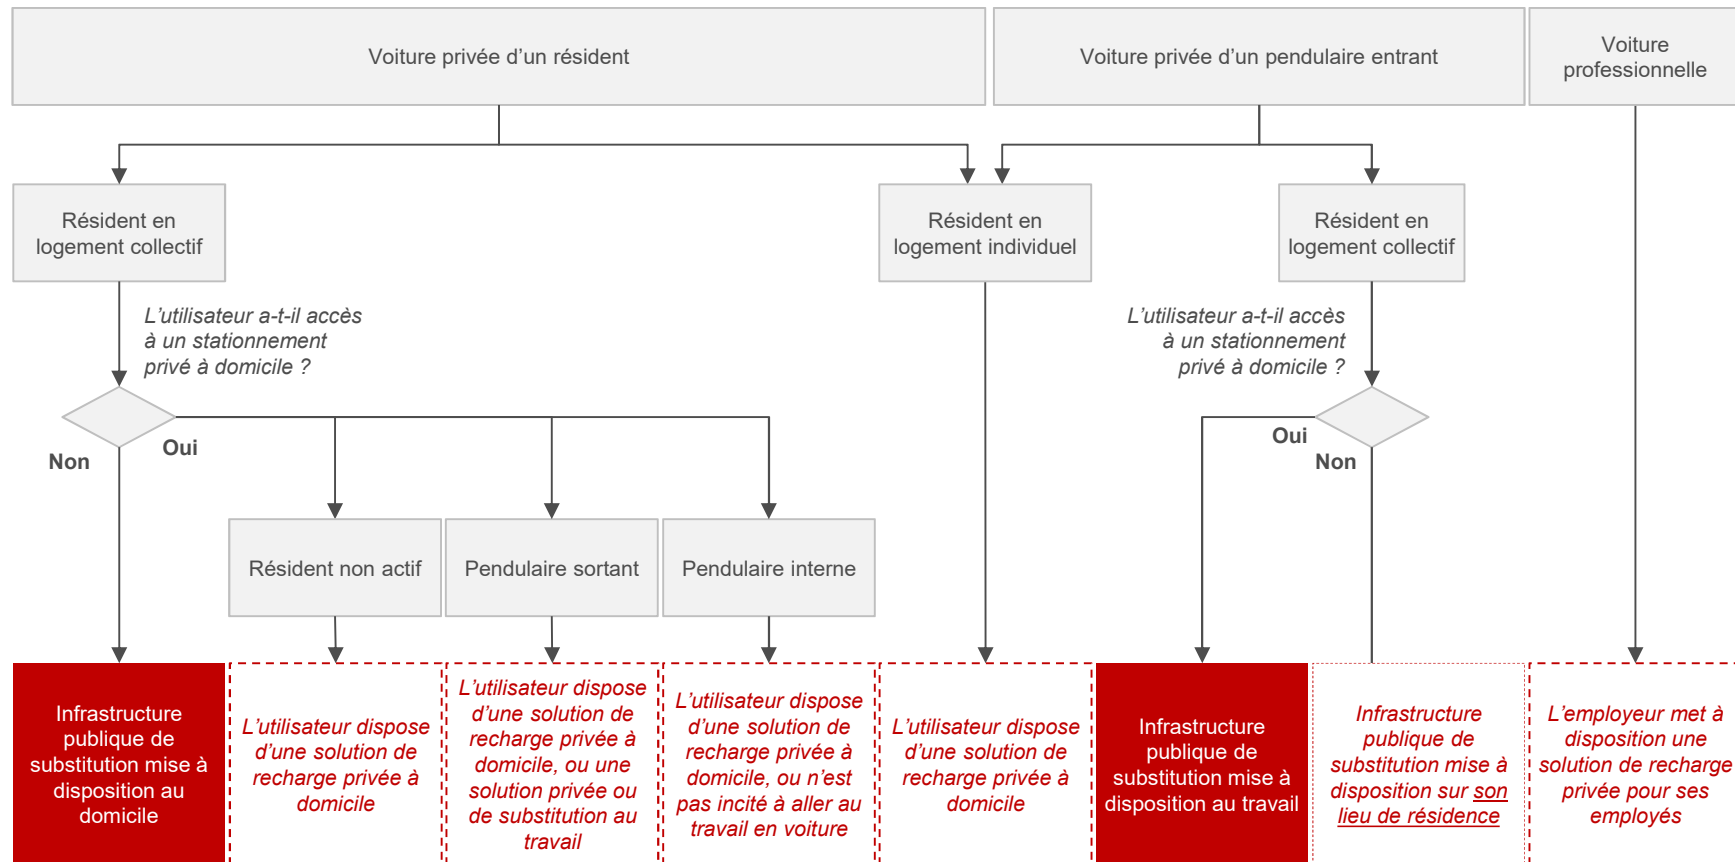 Voiture privée d’un résident
Voiture privée d’un pendulaire entrant
Voiture
professionnelle
Résident en
logement collectif
Résident en
logement individuel
Résident en
logement collectif
L’utilisateur a-t-il accès
à un stationnement
privé à domicile ?
L’utilisateur a-t-il accès
à un stationnement
privé à domicile ?
Non
Oui
Oui
Non
Résident non actif
Pendulaire sortant
Pendulaire interne
Infrastructure
publique de
substitution mise à
disposition au
domicile
L’utilisateur dispose
d’une solution de
recharge privée à
domicile
L’utilisateur dispose
d’une solution de
recharge privée à
domicile, ou une
solution privée ou
de substitution au
travail
L’utilisateur dispose
d’une solution de
recharge privée à
domicile, ou n’est
pas incité à aller au
travail en voiture
L’utilisateur dispose
d’une solution de
recharge privée à
domicile
Infrastructure
publique de
substitution mise à
disposition au travail
Infrastructure
publique de
substitution mise à
disposition sur son
lieu de résidence
L’employeur met à
disposition une
solution de recharge
privée pour ses
employés